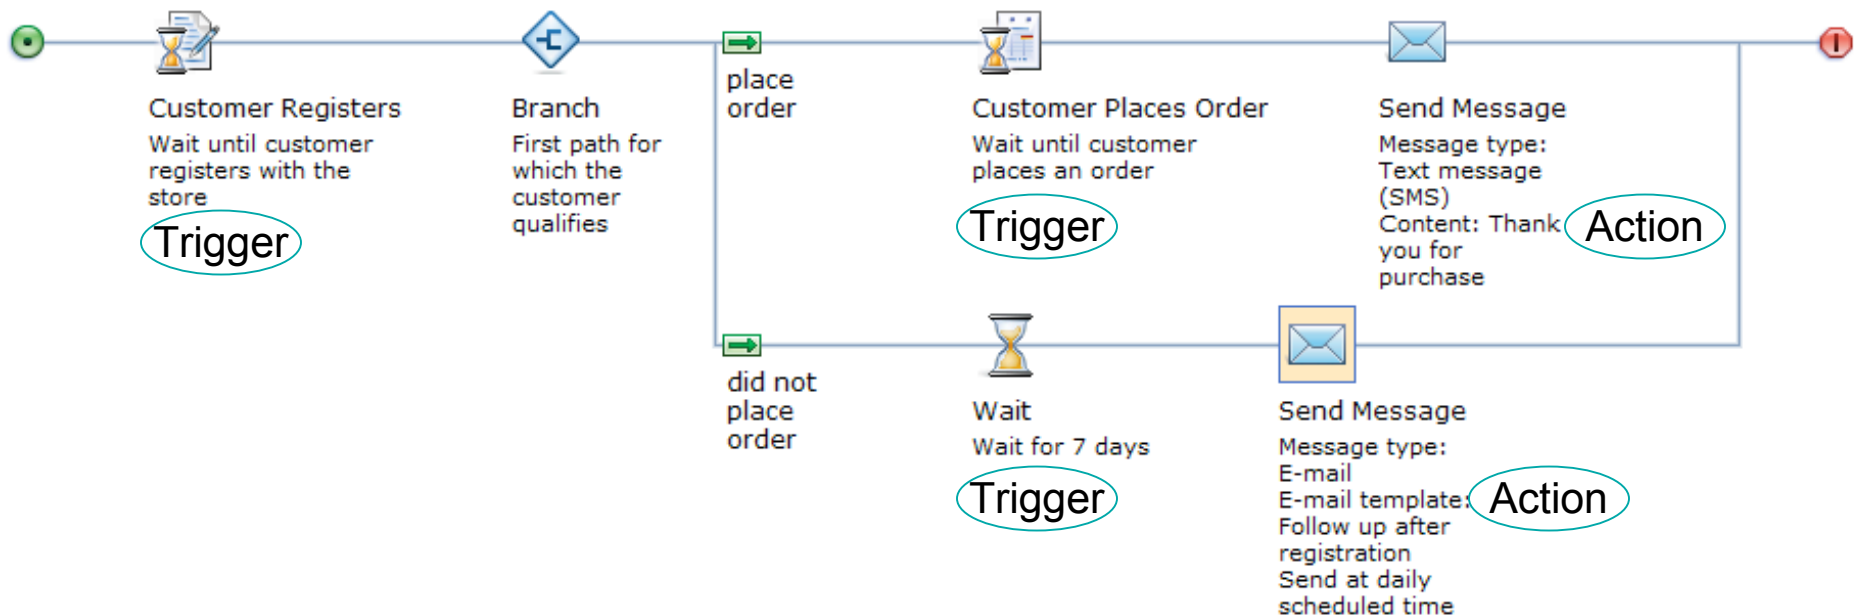 Customer Registers
Wait until customer
registers with the
store
Trigger
Branch
First path for
which the
customer
qualifies
place
order
Customer Places Order
Wait until customer
places an order
Trigger
Send Message
Message type:
Text message
(SMS)
Content: Thank
you for
purchase
Action
did not
place
order
Wait
Wait for 7 days
Trigger
Send Message
Message type:
E-mail
E-mail template:
Follow up after
registration
Send at daily
scheduled time
Action